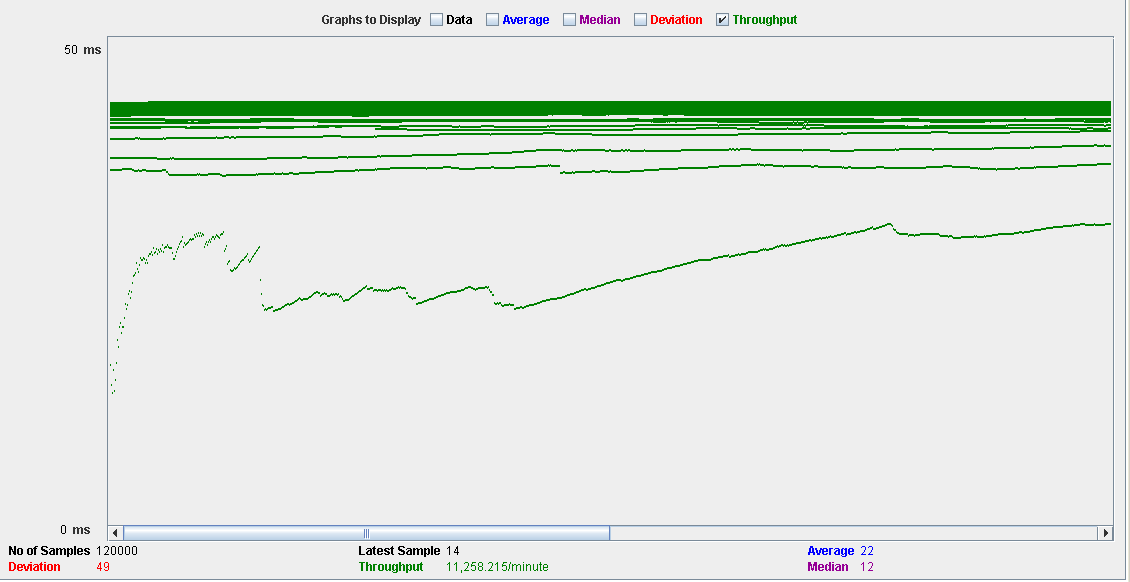 Graphs to Display Data Average Median Deviation Throughput
50 ms
0 ms
No of Samples 120000 Latest Sample 14 Average 22
Deviation 49 Throughput 11,258.215/minute Median 12